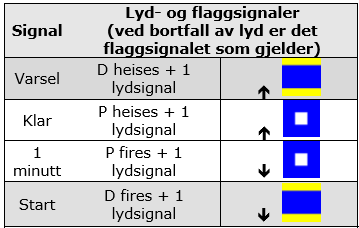 Signal
Lyd- og flaggsignaler
(ved bortfall av lyd er det
flaggsignalet som gjelder)
Varsel
D heises + 1
lydsignal
Klar
P heises + 1
lydsignal
1
minutt
P fires + 1
lydsignal
Start
D fires + 1
lydsignal